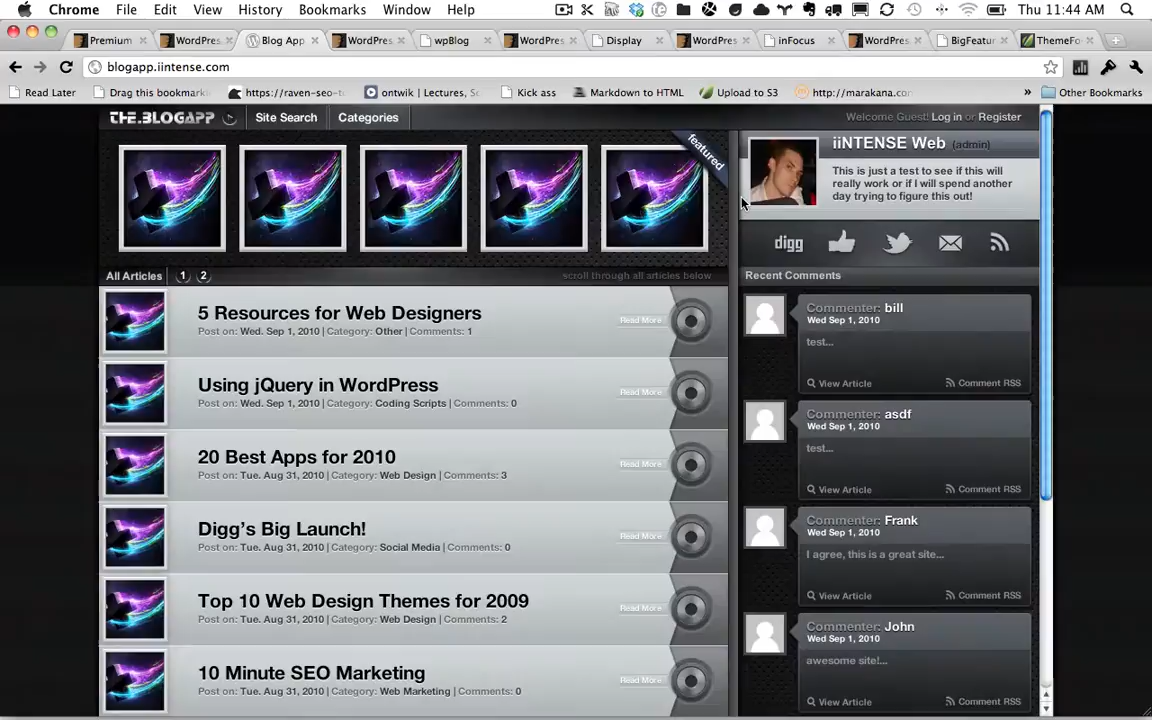 Chrome File Edit View History Bookmarks Window Help Thu 11:44 AM
Premium WordPres Blog App WordPres wpBlog WordPres Display WordPres inFocus WordPres BigFeatur ThemeFo
blogapp.iintense.com
Read Later Drag this bookmark https://raven-seo-t ontwik | Lectures, S Kick ass Markdown to HTML Upload to S3 http://marakana.co » Other Bookmarks
THE.BLOGAPP Site Search Categories Welcome Guest! Log in or Register
featured
iiNTENSE Web (admin)
This is just a test to see if this will
really work or if I will spend another
day trying to figure this out!
digg
All Articles 1 2 scroll through all articles below
5 Resources for Web Designers
Post on: Wed. Sep 1, 2010 | Category: Other | Comments: 1
Read More
Using jQuery in WordPress
Post on: Wed. Sep 1, 2010 | Category: Coding Scripts | Comments: 0
Read More
20 Best Apps for 2010
Post on: Tue. Aug 31, 2010 | Category: Web Design | Comments: 3
Read More
Digg's Big Launch!
Post on: Tue. Aug 31, 2010 | Category: Social Media | Comments: 0
Read More
Top 10 Web Design Themes for 2009
Post on: Tue. Aug 31, 2010 | Category: Web Design | Comments: 2
Read More
10 Minute SEO Marketing
Post on: Tue. Aug 31, 2010 | Category: Web Marketing | Comments: 0
Read More
Recent Comments
Commenter: bill
Wed Sep 1, 2010
test...
View Article Comment RSS
Commenter: asdf
Wed Sep 1, 2010
test...
View Article Comment RSS
Commenter: Frank
Wed Sep 1, 2010
I agree, this is a great site...
View Article Comment RSS
Commenter: John
Wed Sep 1, 2010
awesome site!...
View Article Comment RSS